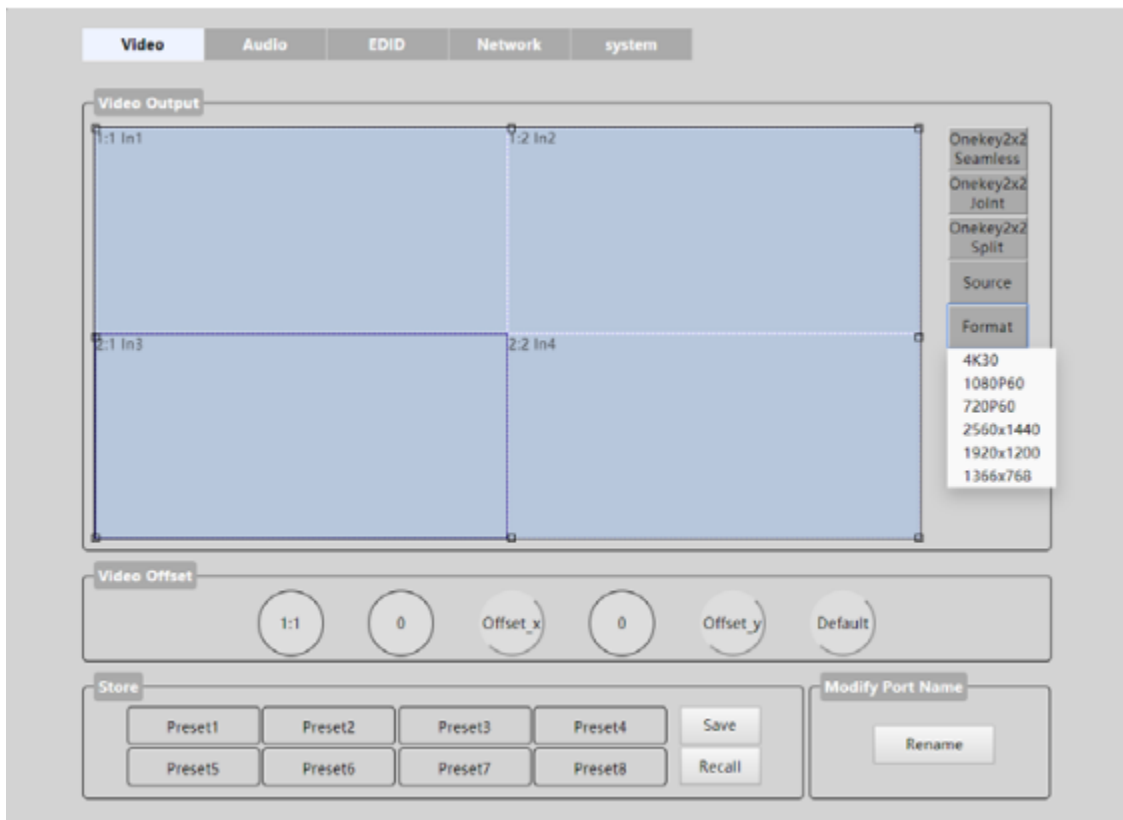 Video Audio EDID Network system
Video Output
1:1 In1
1:2 In2
Onekey2x2
Seamless
Onekey2x2
Joint
Onekey2x2
Split
Source
Format
2:1 In3
2:2 In4
4K30
1080P60
720P60
2560x1440
1920x1200
1366x768
Video Offset
1:1 0 Offset_x 0 Offset_y Default
Store
Preset1 Preset2 Preset3 Preset4 Save
Preset5 Preset6 Preset7 Preset8 Recall
Modify Port Name
Rename